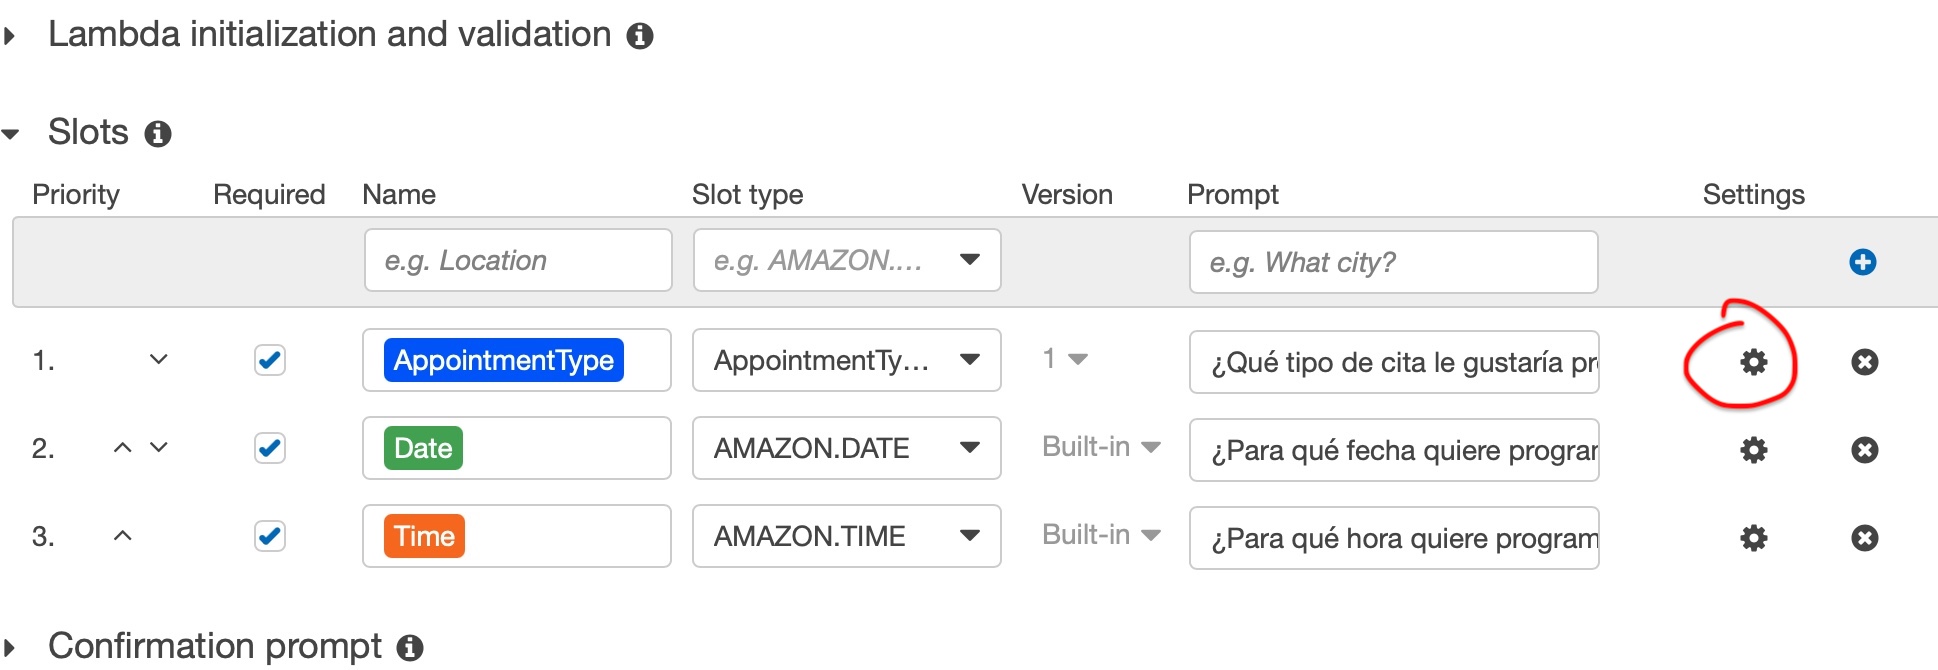 Lambda initialization and validation
Slots
Priority Required Name Slot type Version Prompt Settings
e.g. Location e.g. AMAZON.... e.g. What city?
1. AppointmentType AppointmentTy... 1 ¿Qué tipo de cita le gustaría pr
2. Date AMAZON.DATE Built-in ¿Para qué fecha quiere program
3. Time AMAZON.TIME Built-in ¿Para qué hora quiere program
Confirmation prompt